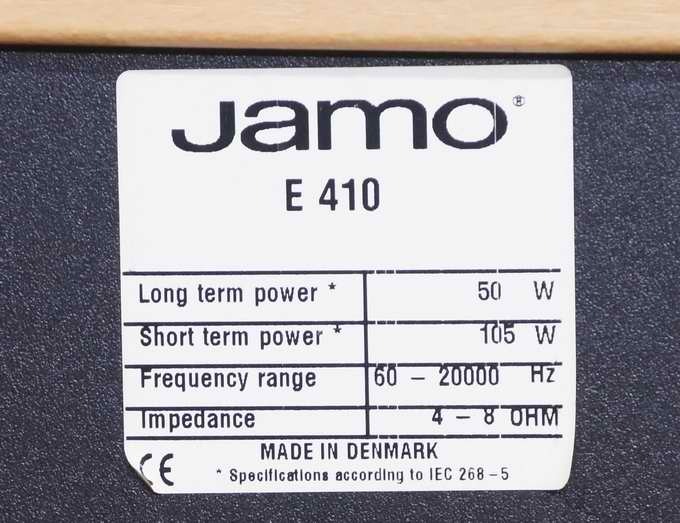 Jamo®
E 410
Long term power * 50 W
Short term power * 105 W
Frequency range 60 – 20000 Hz
Impedance 4 – 8 OHM
MADE IN DENMARK
CE * Specifications according to IEC 268 – 5